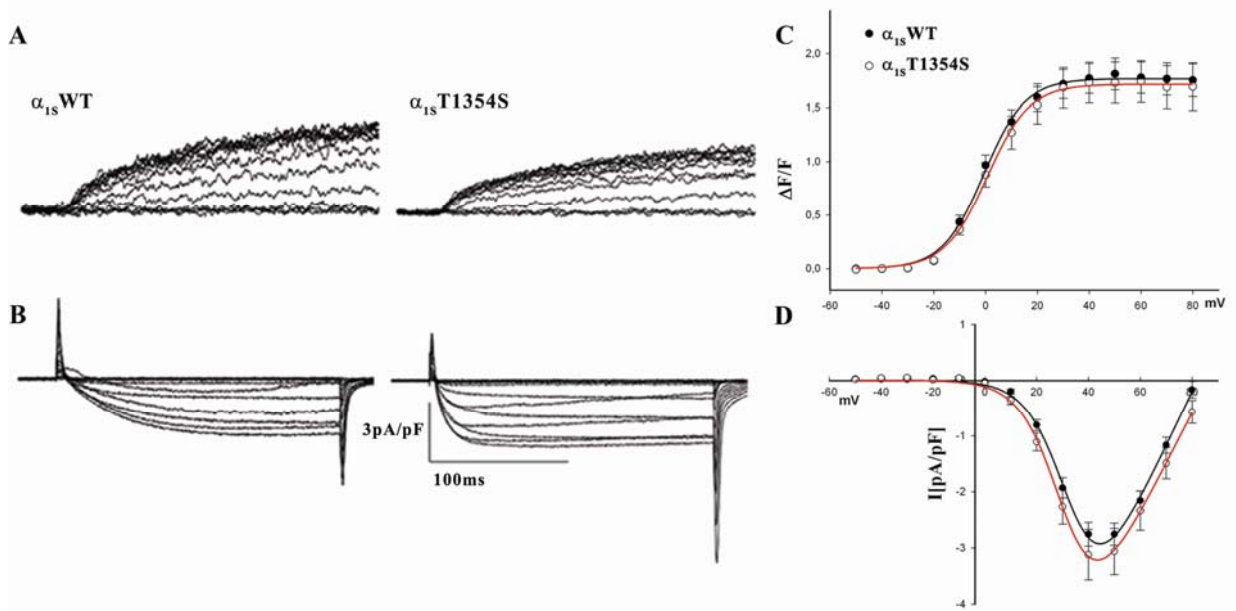 A
α1SWT
α1ST1354S
B
3pA/pF
100ms
C
α1SWT
α1ST1354S
ΔF/F
2,0
1,5
1,0
0,5
0,0
-60 -40 -20 0 20 40 60 80 mV
D
I[pA/pF]
1
-60 -40 -20 0 20 40 60 80
mV
-1
-2
-3
-4